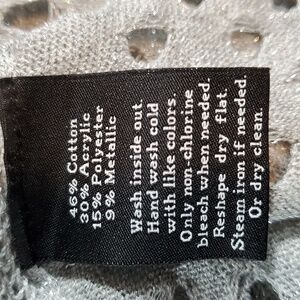 46% Cotton
30% Acrylic
15% Polyester
9% Metallic
Wash inside out
Hand wash cold
with like colors.
Only non-chlorine
bleach when needed.
Reshape dry flat.
Steam iron if needed.
Or dry clean.